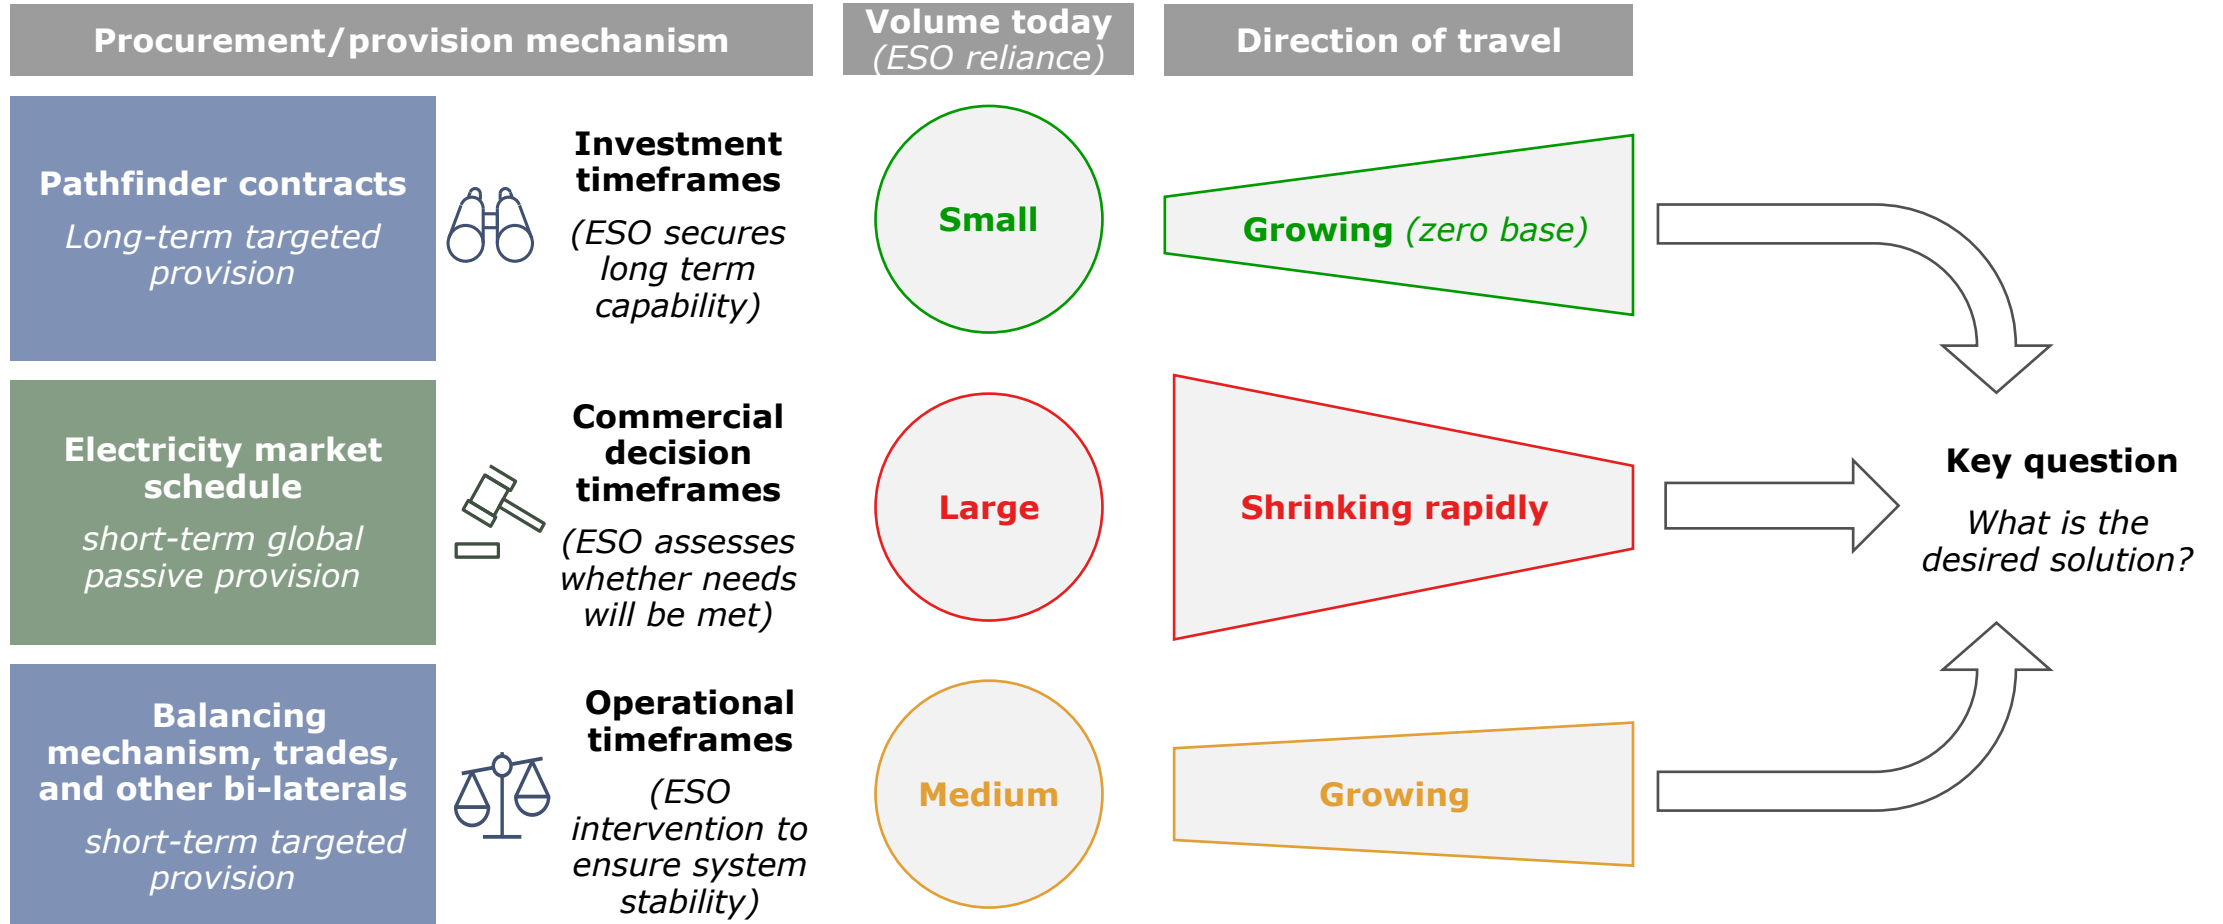 Procurement/provision mechanism
Volume today
(ESO reliance)
Direction of travel
Pathfinder contracts
Long-term targeted
provision
Investment
timeframes
(ESO secures
long term
capability)
Small
Growing (zero base)
Electricity market
schedule
short-term global
passive provision
Commercial
decision
timeframes
(ESO assesses
whether needs
will be met)
Large
Shrinking rapidly
Key question
What is the
desired solution?
Balancing
mechanism, trades,
and other bi-laterals
short-term targeted
provision
Operational
timeframes
(ESO
intervention to
ensure system
stability)
Medium
Growing